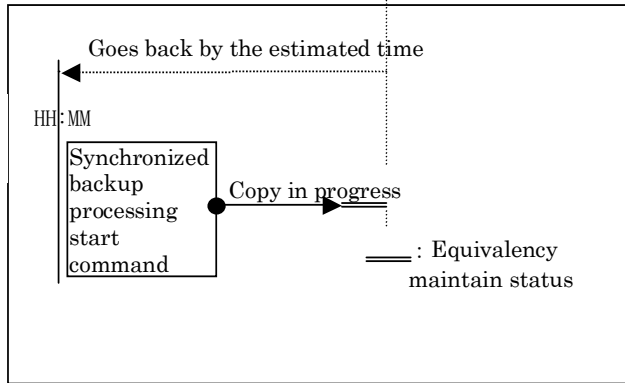 Goes back by the estimated time
HH:MM
Synchronized
backup
processing
start
command
Copy in progress
: Equivalency
maintain status